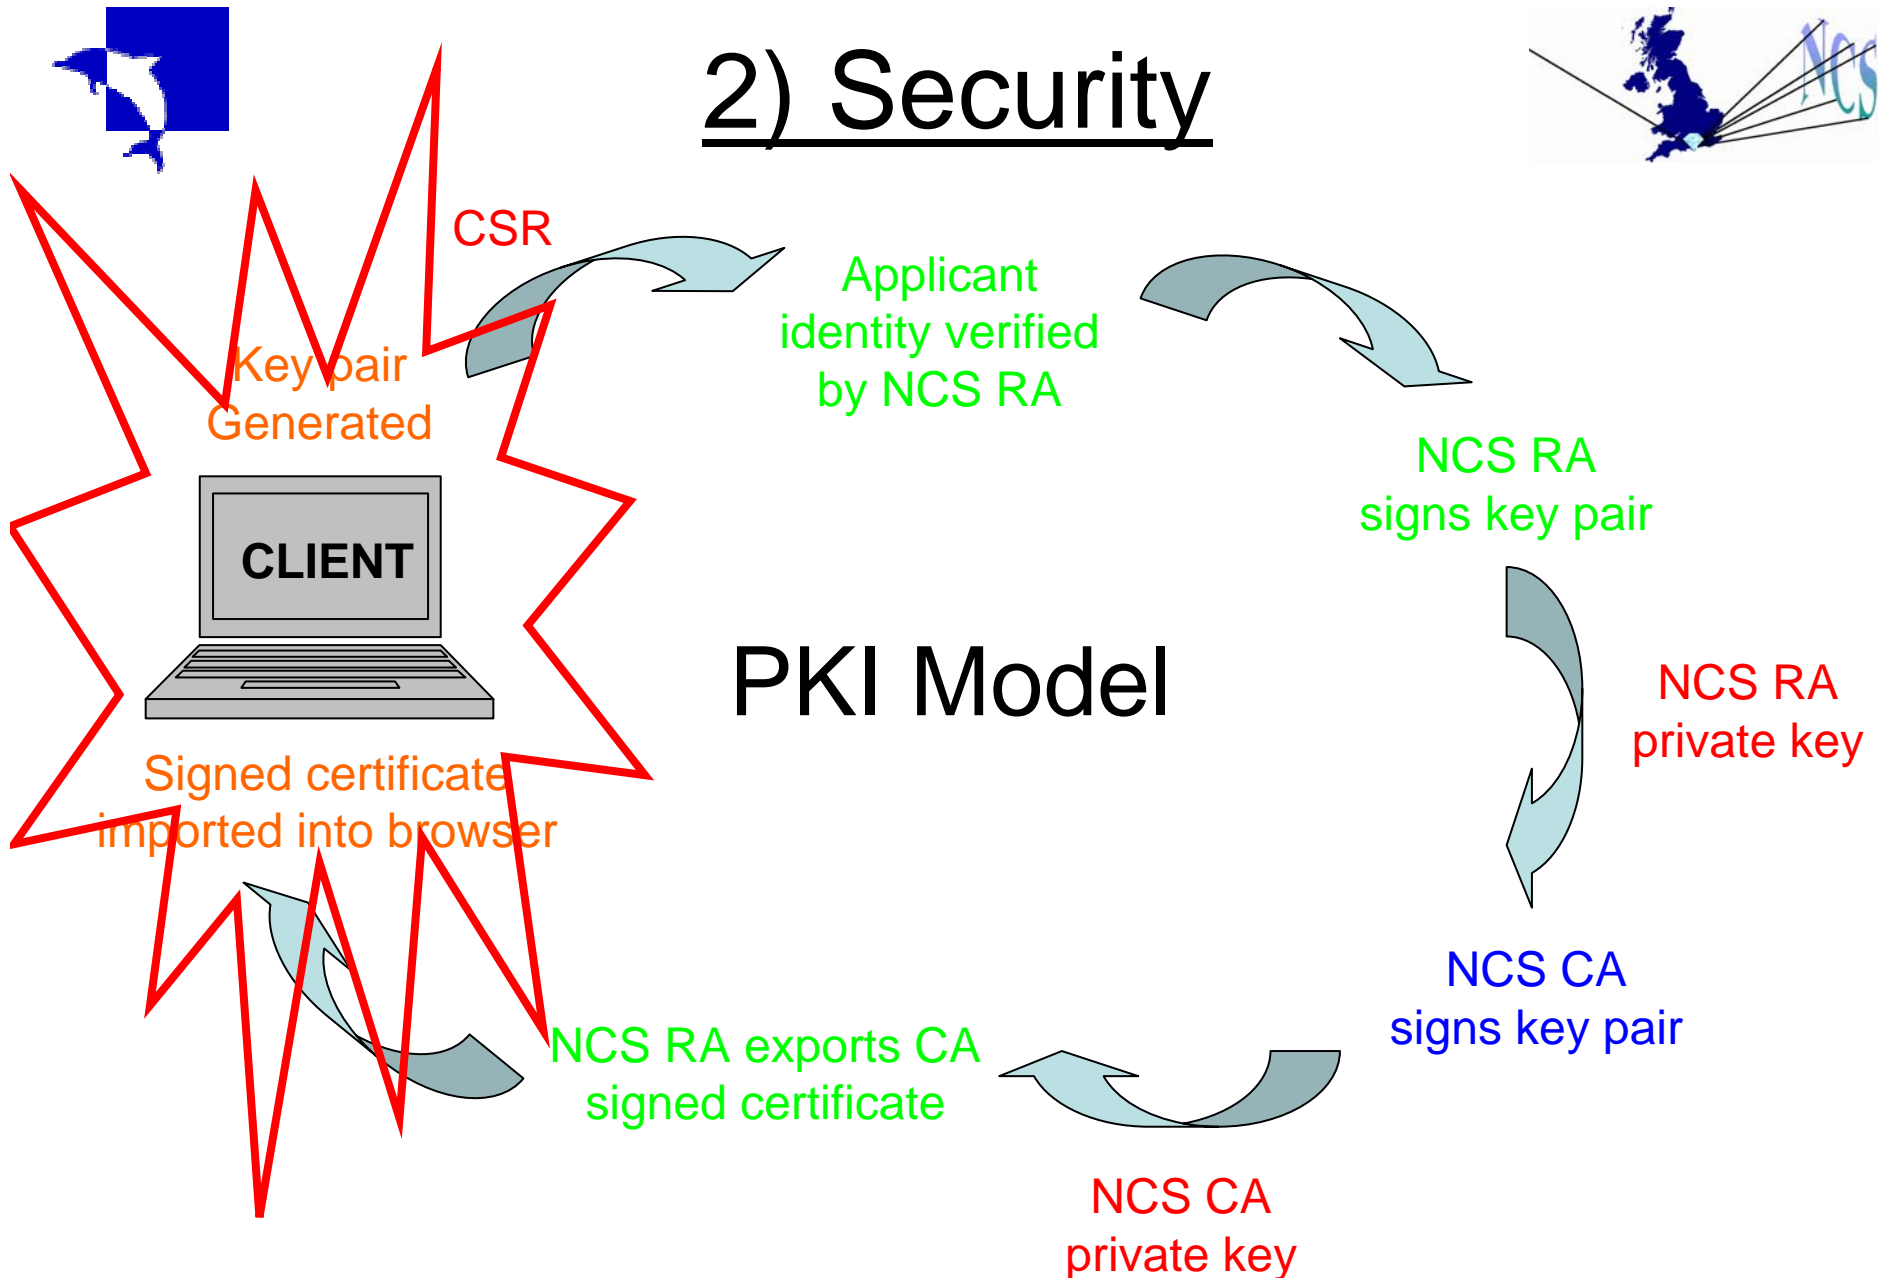 2) Security
NCS
CSR
Applicant
identity verified
by NCS RA
Key pair
Generated
NCS RA
signs key pair
CLIENT
PKI Model
NCS RA
private key
Signed certificate
imported into browser
NCS CA
signs key pair
NCS RA exports CA
signed certificate
NCS CA
private key